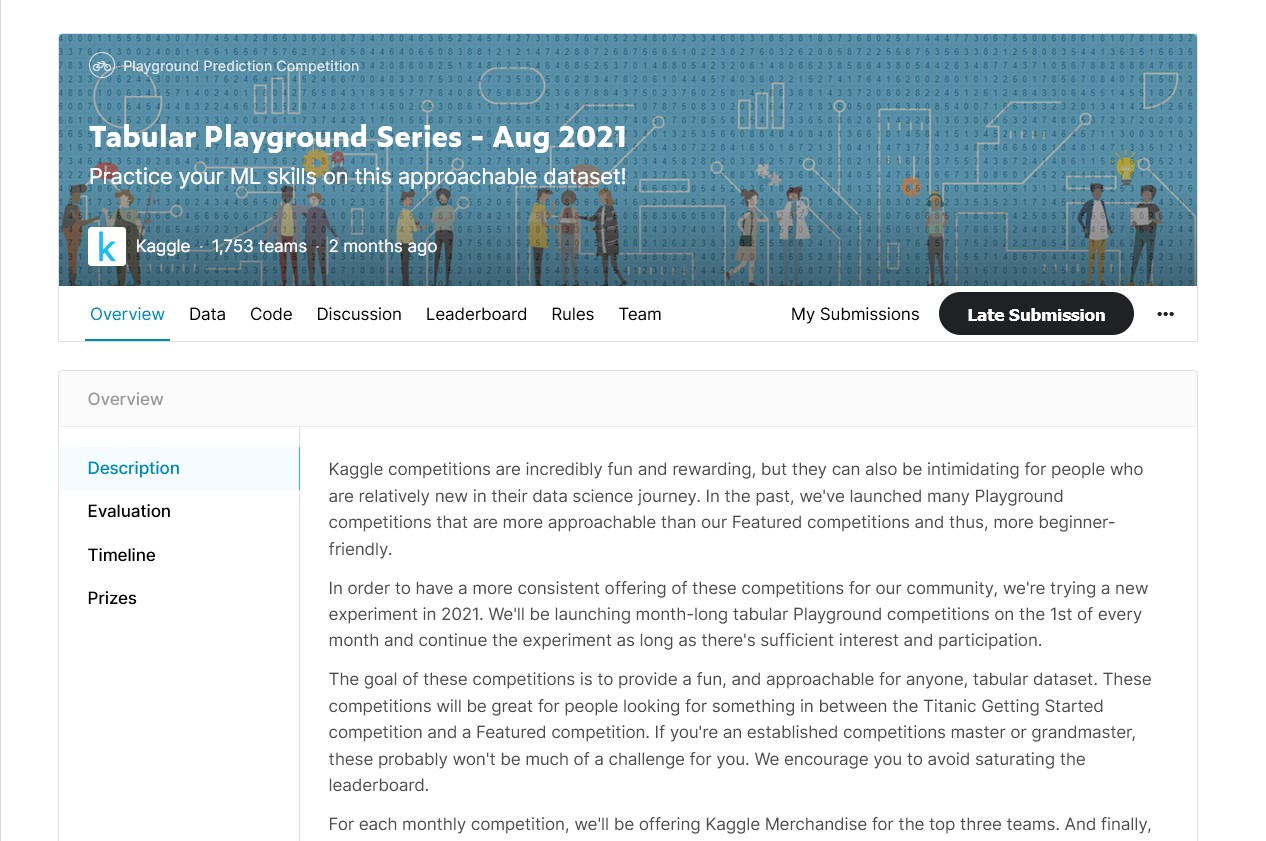 Playground Prediction Competition
Tabular Playground Series - Aug 2021
Practice your ML skills on this approachable dataset!
k Kaggle · 1,753 teams · 2 months ago
Overview Data Code Discussion Leaderboard Rules Team My Submissions Late Submission •••
Overview
Description
Evaluation
Timeline
Prizes
Kaggle competitions are incredibly fun and rewarding, but they can also be intimidating for people who
are relatively new in their data science journey. In the past, we've launched many Playground
competitions that are more approachable than our Featured competitions and thus, more beginner-
friendly.
In order to have a more consistent offering of these competitions for our community, we're trying a new
experiment in 2021. We'll be launching month-long tabular Playground competitions on the 1st of every
month and continue the experiment as long as there's sufficient interest and participation.
The goal of these competitions is to provide a fun, and approachable for anyone, tabular dataset. These
competitions will be great for people looking for something in between the Titanic Getting Started
competition and a Featured competition. If you're an established competitions master or grandmaster,
these probably won't be much of a challenge for you. We encourage you to avoid saturating the
leaderboard.
For each monthly competition, we'll be offering Kaggle Merchandise for the top three teams. And finally,